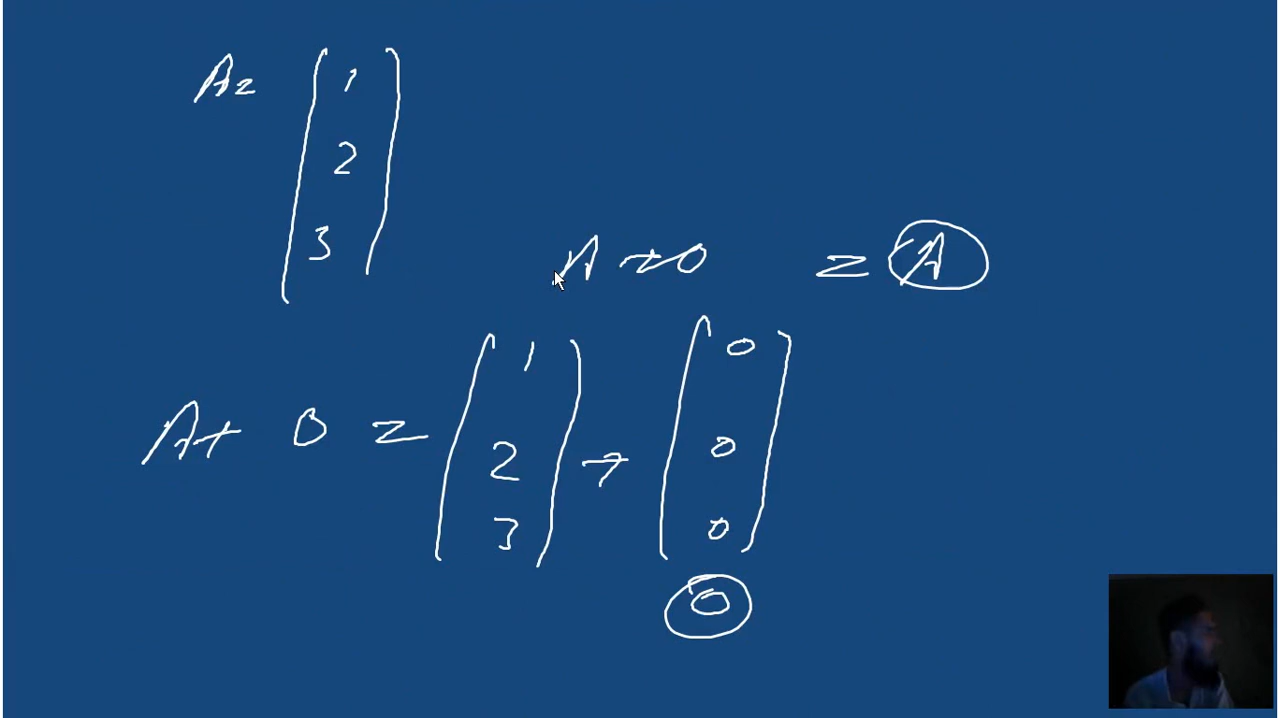 A = ( 1
2
3 )
A + 0 = A
A + 0 = ( 1 2 3 ) + ( 0 0 0 )
0